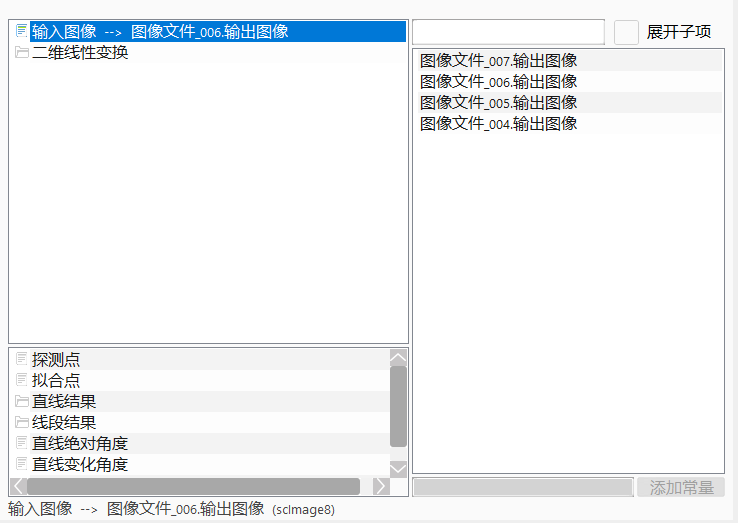 输入图像 --> 图像文件_006.输出图像
二维线性变换
展开子项
图像文件_007.输出图像
图像文件_006.输出图像
图像文件_005.输出图像
图像文件_004.输出图像
探测点
拟合点
直线结果
线段结果
直线绝对角度
直线变化角度
添加常量
输入图像 --> 图像文件_006.输出图像 (scImage8)